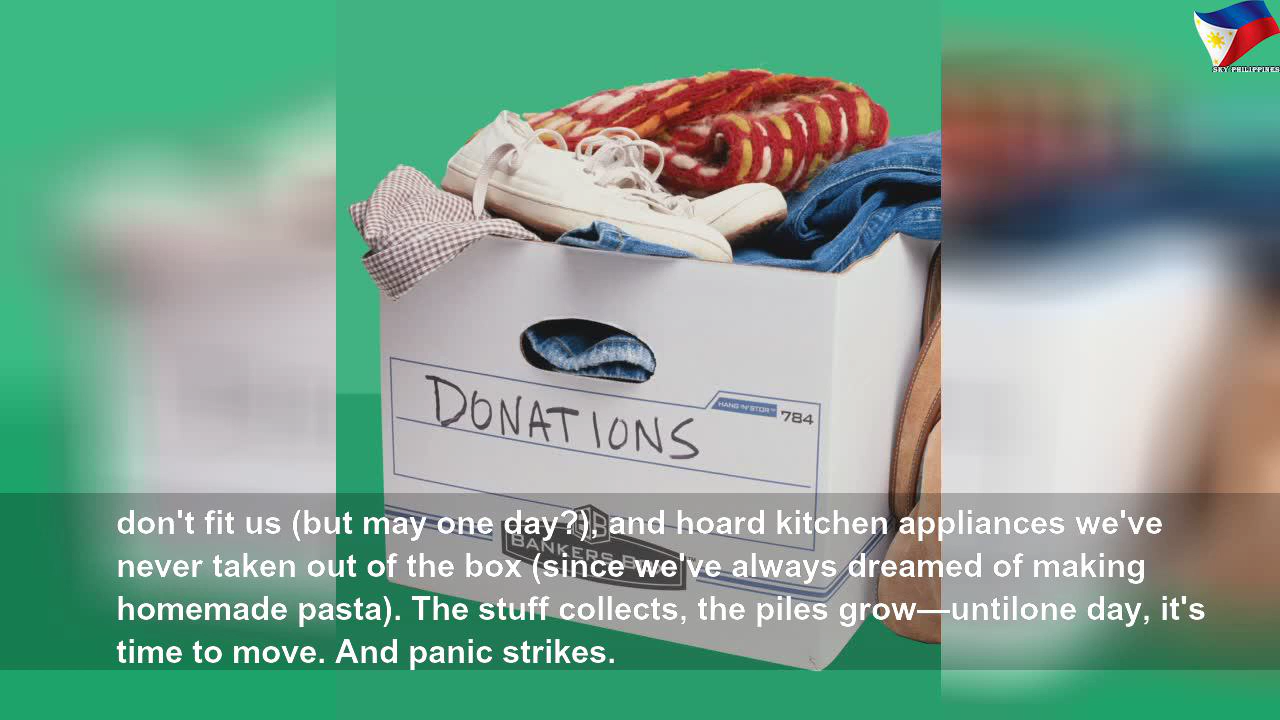 SKY PHILIPPINES
HANG 'N' STOR™ 784
DONATIONS
don't fit us (but may one day?), and hoard kitchen appliances we've
never taken out of the box (since we've always dreamed of making
homemade pasta). The stuff collects, the piles grow—untilone day, it's
time to move. And panic strikes.
BANKERS